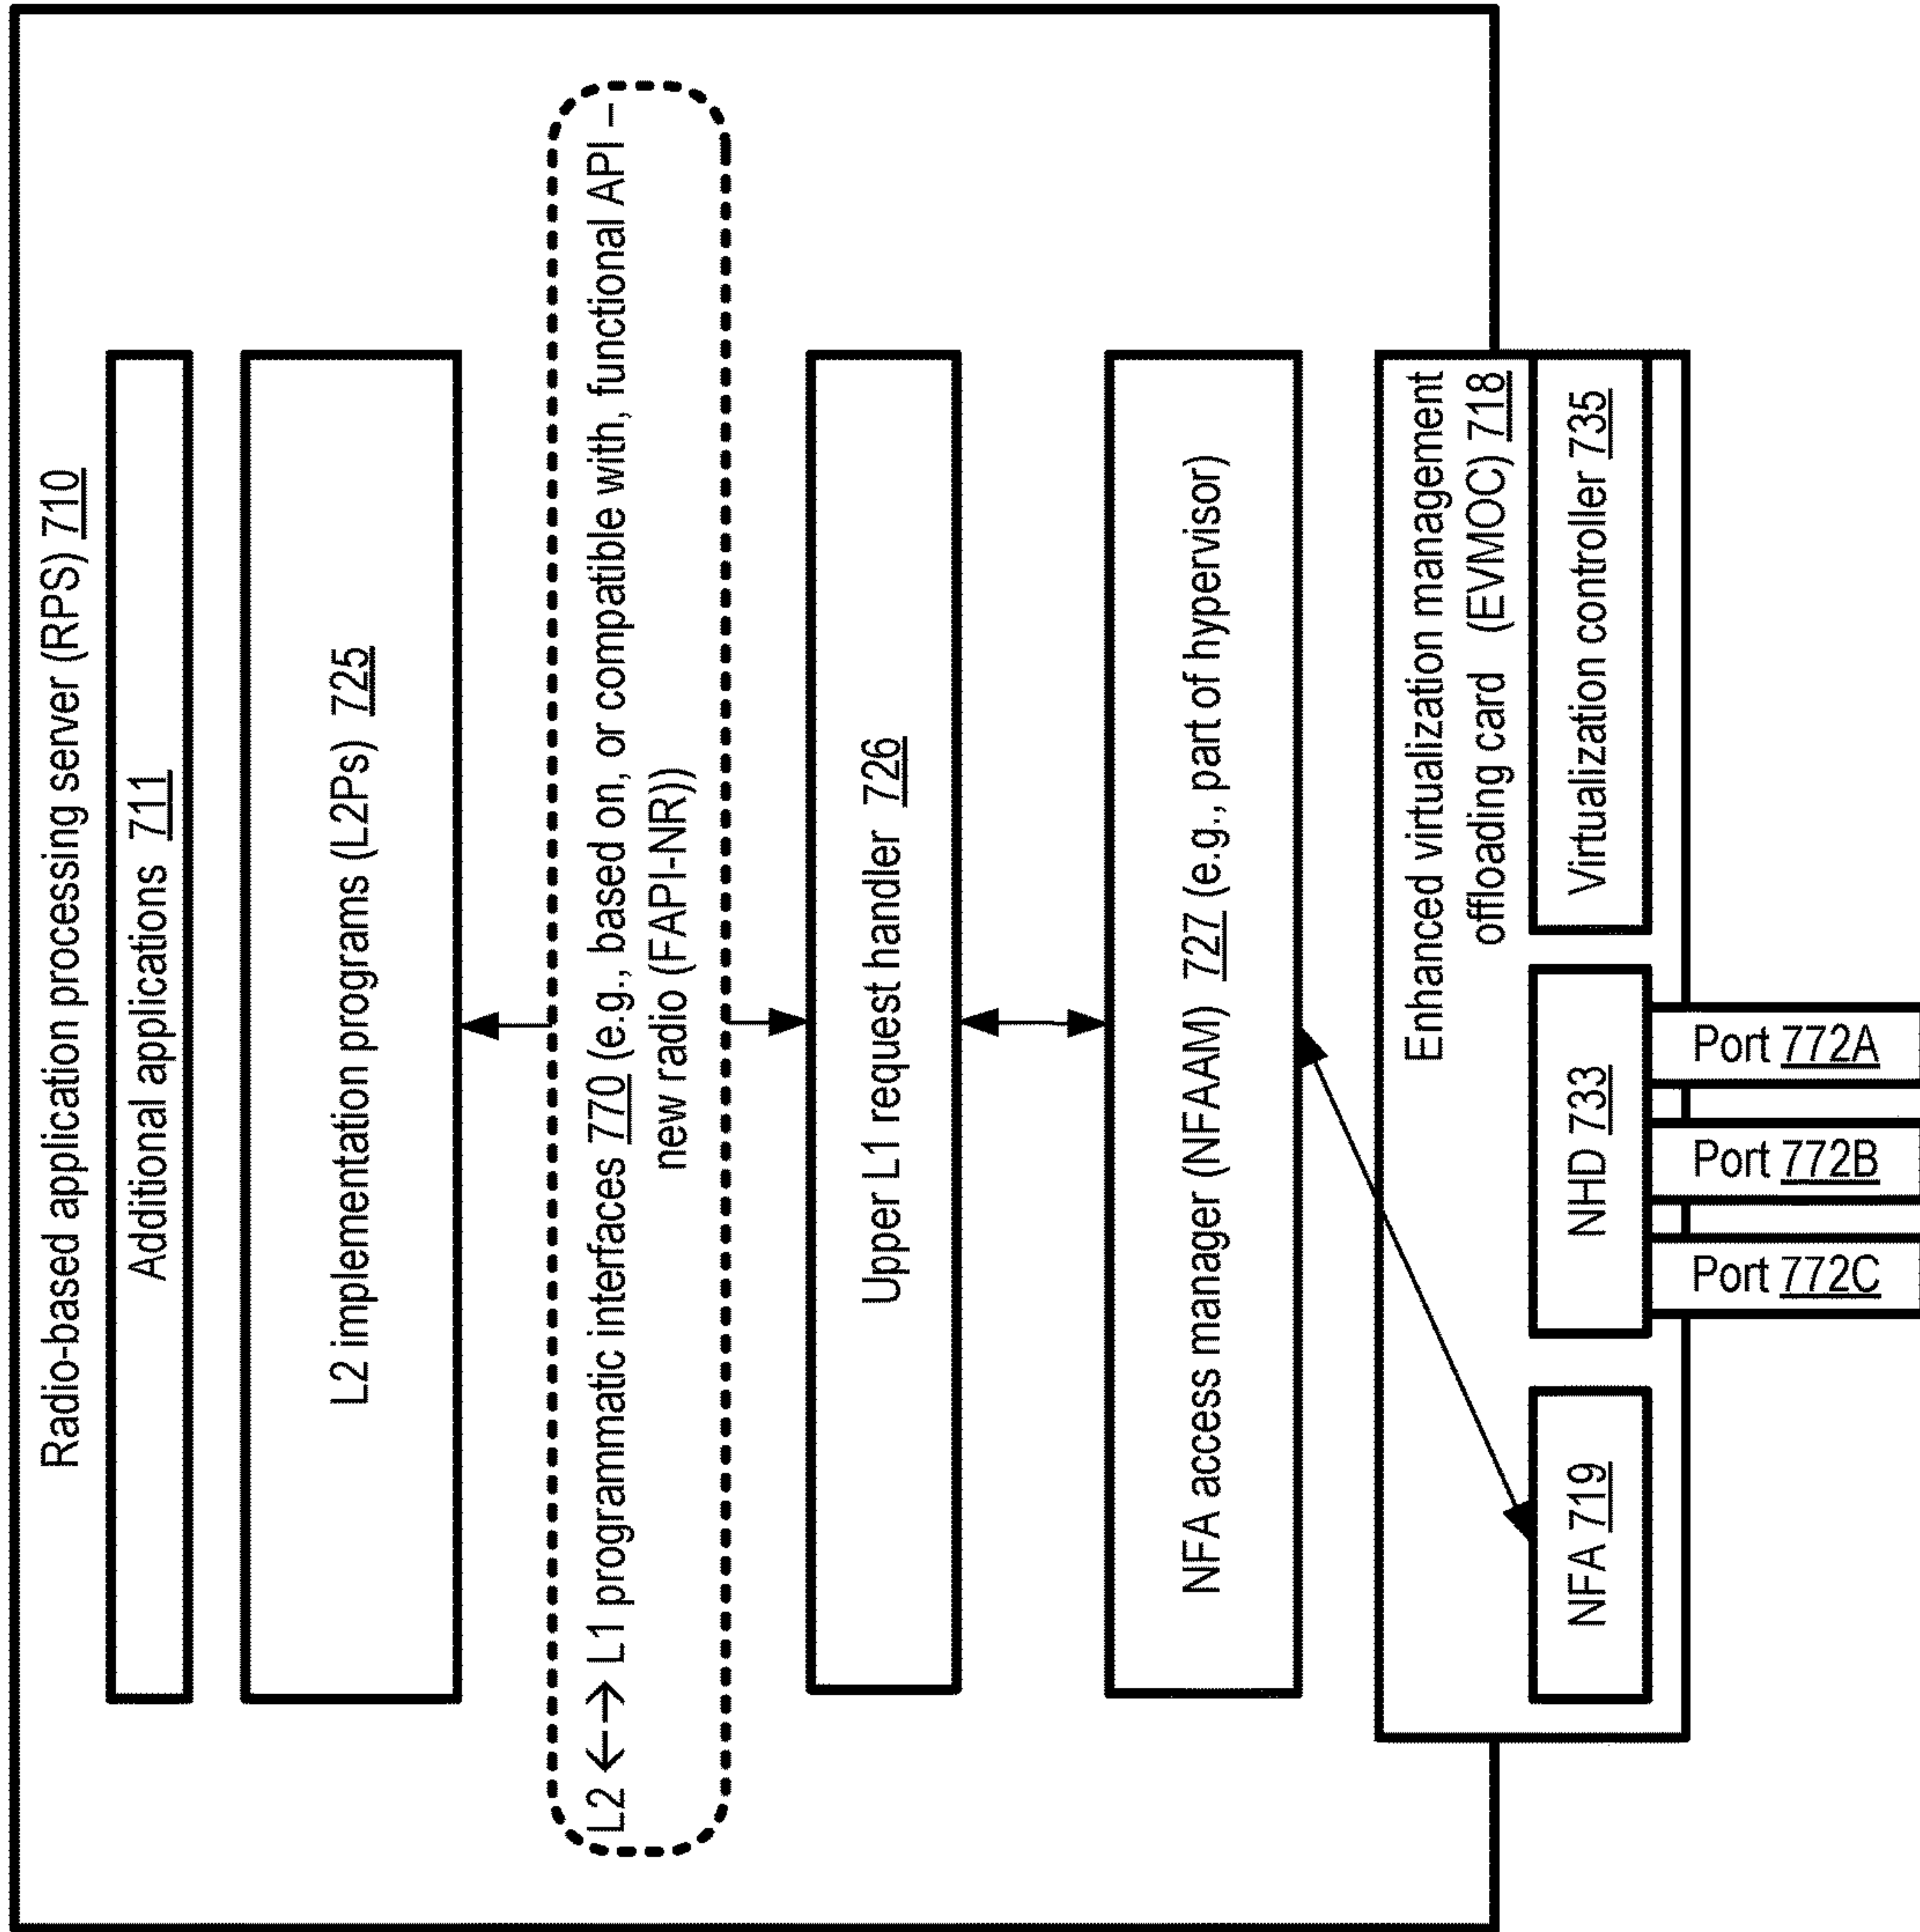 Radio-based application processing server (RPS) 710
Additional applications 711
L2 implementation programs (L2Ps) 725
L2 ←→ L1 programmatic interfaces 770 (e.g., based on, or compatible with, functional API –
new radio (FAPI-NR))
Upper L1 request handler 726
NFA access manager (NFAAM) 727 (e.g., part of hypervisor)
Enhanced virtualization management
offloading card (EVMOC) 718
NFA 719
NHD 733
Virtualization controller 735
Port 772A
Port 772B
Port 772C